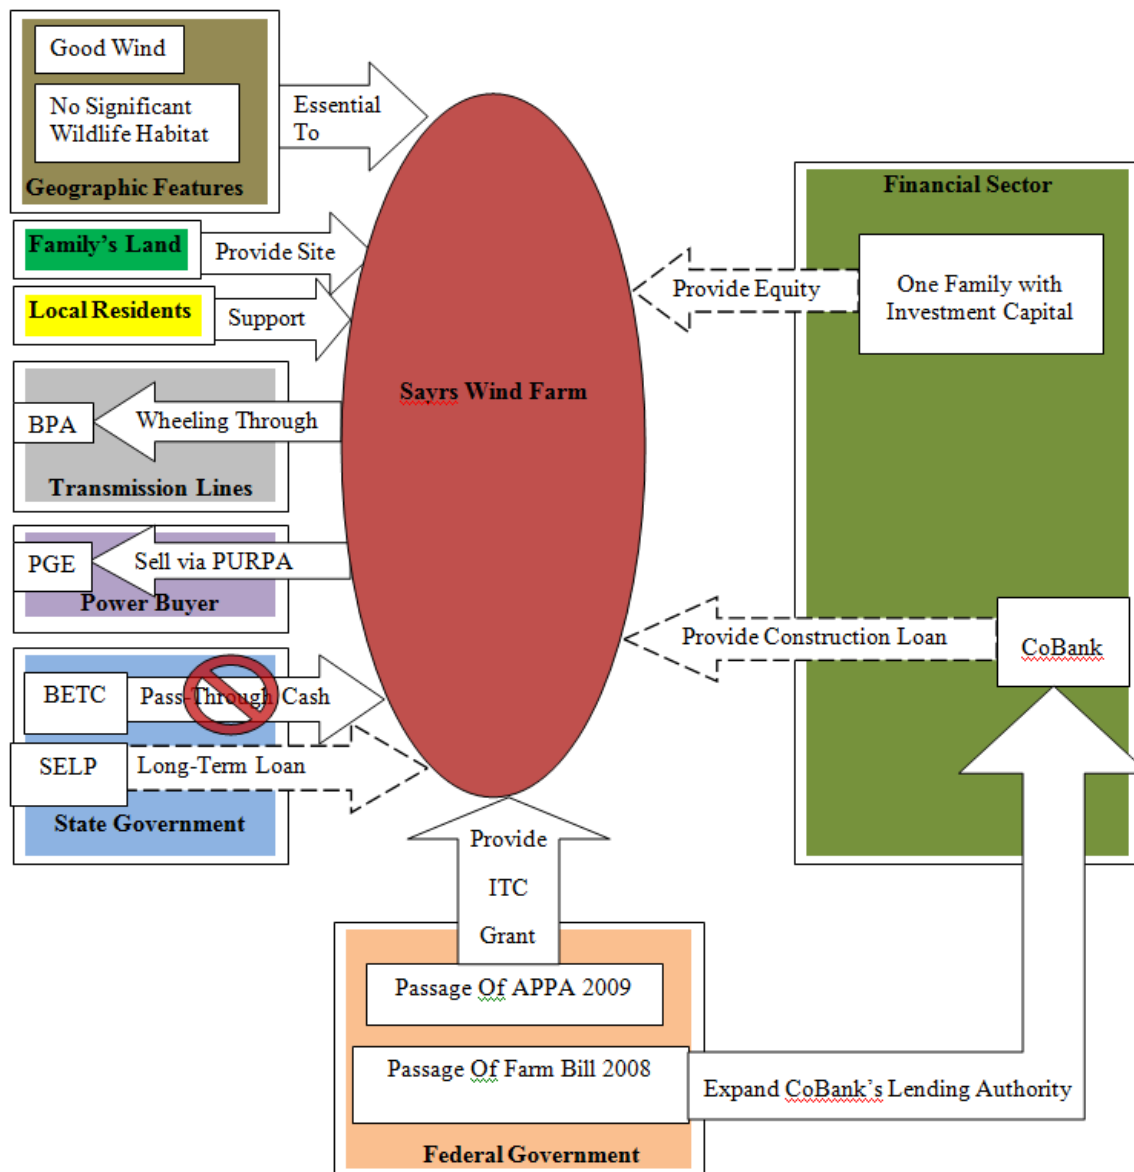 Good Wind
No Significant
Wildlife Habitat
Geographic Features
Essential
To
Family's Land
Provide Site
Local Residents
Support
BPA
Wheeling Through
Transmission Lines
PGE
Sell via PURPA
Power Buyer
BETC
Pass-Through Cash
SELP
Long-Term Loan
State Government
Sayrs Wind Farm
Financial Sector
One Family with
Investment Capital
Provide Equity
Provide Construction Loan
CoBank
Provide
ITC
Grant
Passage Of APPA 2009
Passage Of Farm Bill 2008
Expand CoBank's Lending Authority
Federal Government